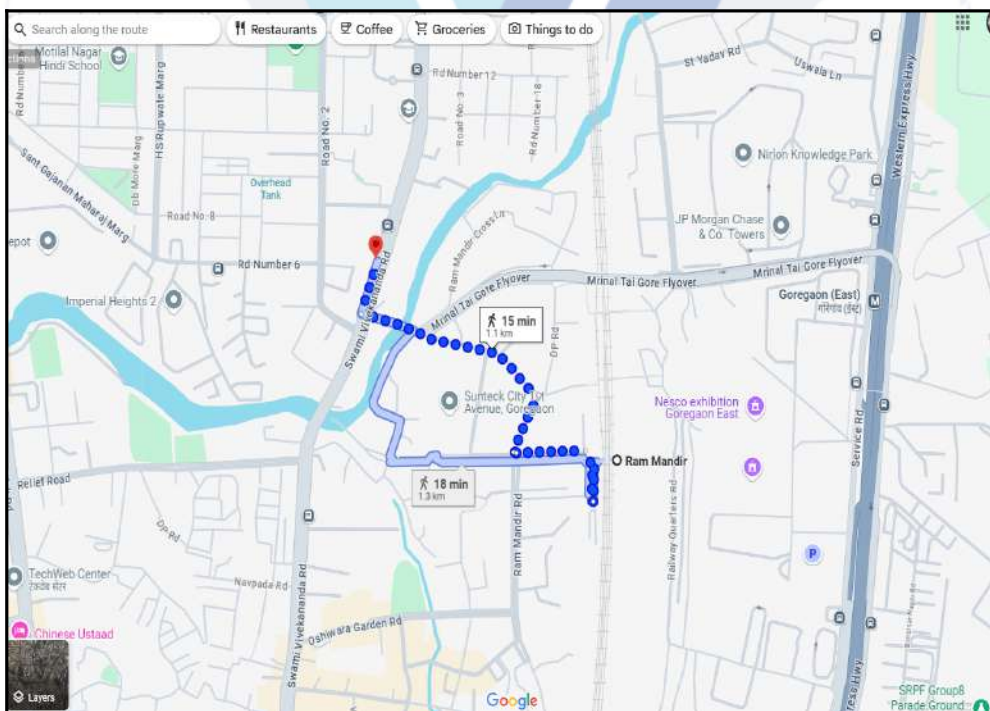 Search along the route
Restaurants
Coffee
Groceries
Things to do
Motilal Nagar
Hindi School
Rd Number 12
St Yadav Rd
Uswala Ln
Western Express Hwy
HS Rupwate Marg
Road No. 2
Road No. 3
Rd Number 18
Nirlon Knowledge Park
Sant Gajanan Maharaj Marg
Db More Marg
Overhead
Tank
Road No. 8
Ram Mandir Cross Ln
JP Morgan Chase
& Co. Towers
epot
Rd Number 6
Imperial Heights 2
Swami Vivekananda Rd
Mrinal Tai Gore Flyover
Mrinal Tai Gore Flyover
Mrinal Tai Gore Flyover
Goregaon (East)
15 min
1.1 km
DP Rd
Sunteck City 1st
Avenue, Goregaon
Nesco exhibition
Goregaon East
Service Rd
Ram Mandir
Relief Road
18 min
1.3 km
Ram Mandir Rd
Railway Quarters Rd
P
DP Rd
TechWeb Center
Navpada Rd
Swami Vivekananda Rd
Oshiwara Garden Rd
Chinese Ustaad
Layers
Google
SRPF Group8
Parade Ground
press Hwy